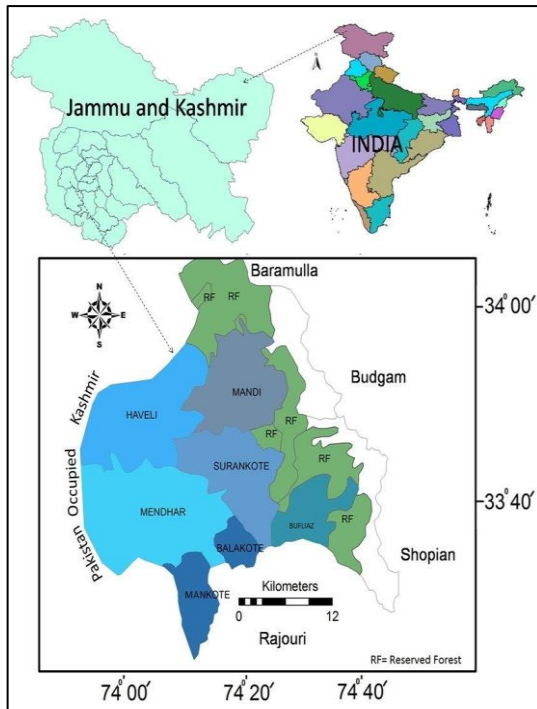 Jammu and Kashmir
INDIA
Baramulla
N
W E
S
RF RF
34°00'
Budgam
MANDI
HAVELI
Pakistan Occupied Kashmir
RF
RF
SURANKOTE
RF
33°40'
MENDHAR
BUFLIAZ
RF
BALAKOTE
Shopian
Kilometers
MANKOTE
0 12
Rajouri
RF= Reserved Forest
74°00' 74°20' 74°40'